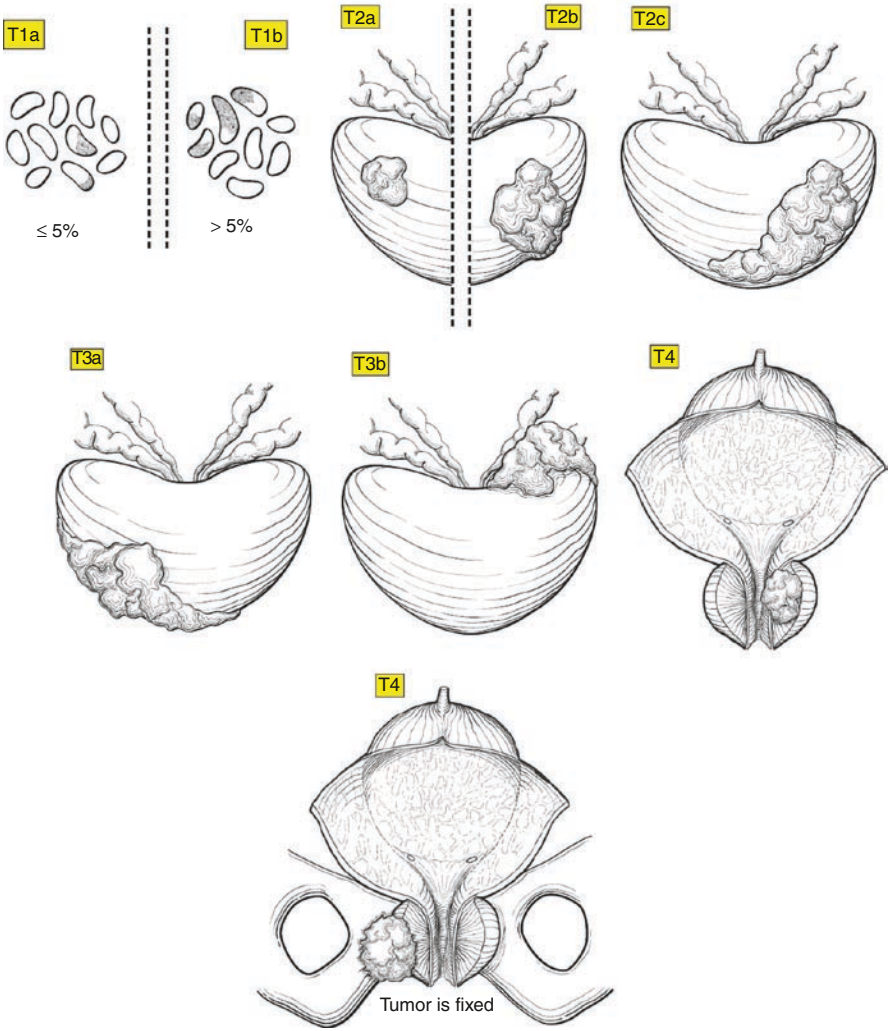 T1a
T1b
≤ 5%
> 5%
T2a
T2b
T2c
T3a
T3b
T4
T4
Tumor is fixed